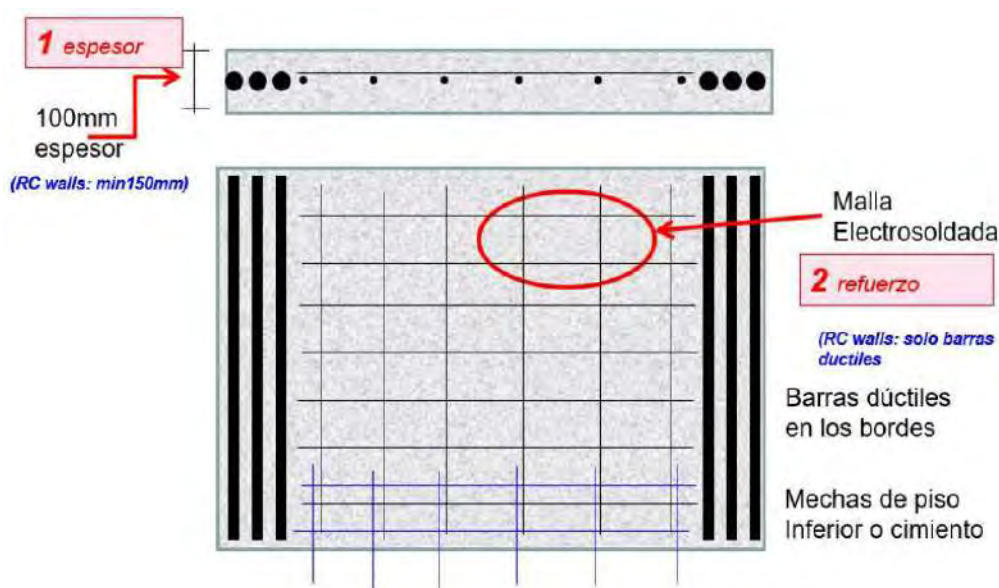 1 espesor
100mm
espesor
(RC walls: min150mm)
Malla
Electrosoldada
2 refuerzo
(RC walls: solo barras
ductiles
Barras dúctiles
en los bordes
Mechas de piso
Inferior o cimiento